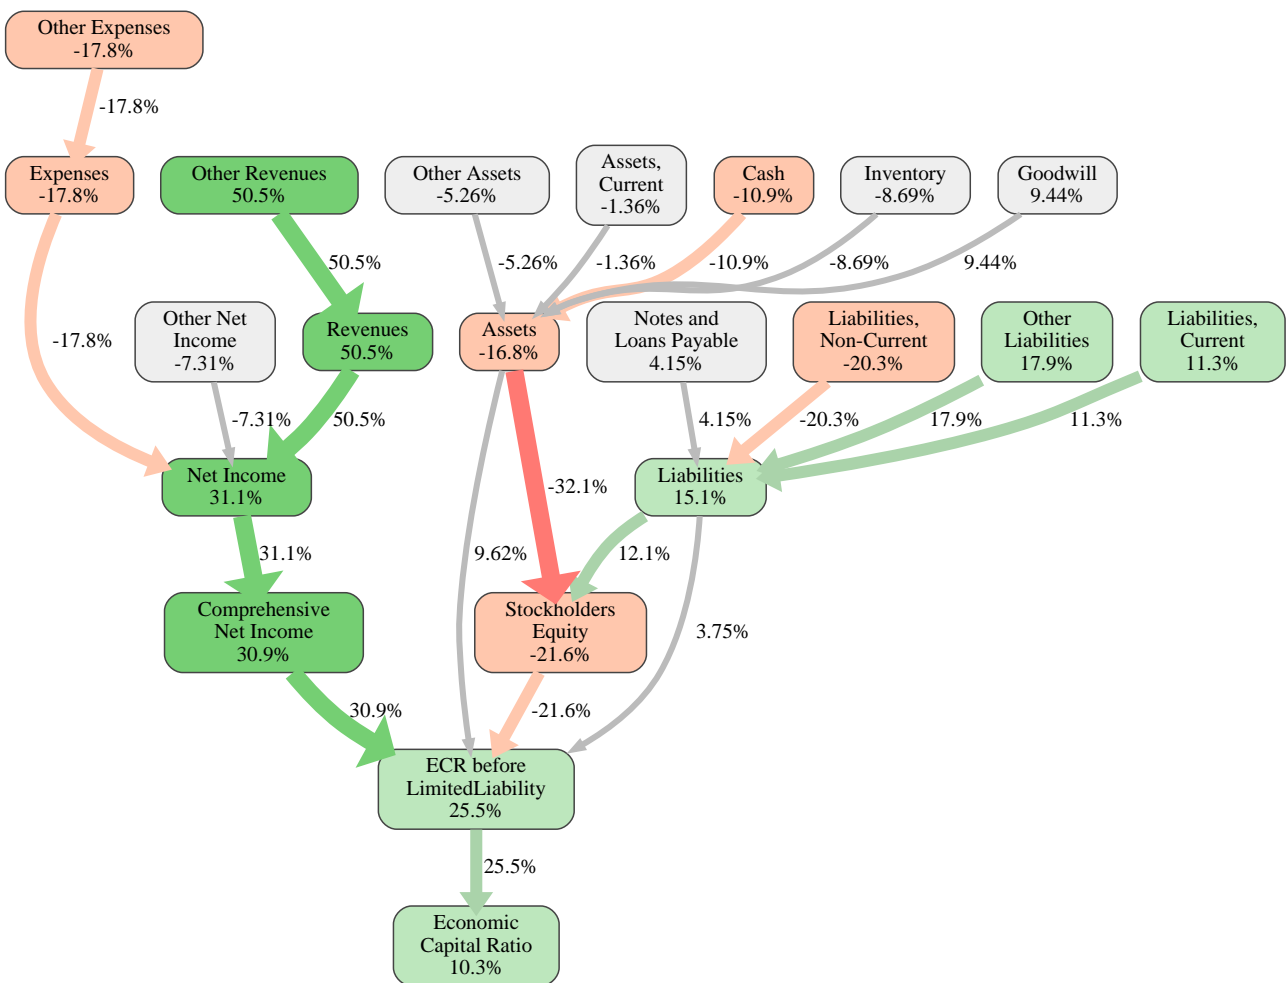 Other Expenses
-17.8%
-17.8%
Expenses
-17.8%
Other Revenues
50.5%
Other Assets
-5.26%
Assets,
Current
-1.36%
Cash
-10.9%
Inventory
-8.69%
Goodwill
9.44%
50.5%
-5.26%
-1.36%
-10.9%
-8.69%
9.44%
-17.8%
Other Net
Income
-7.31%
Revenues
50.5%
Assets
-16.8%
Notes and
Loans Payable
4.15%
Liabilities,
Non-Current
-20.3%
Other
Liabilities
17.9%
Liabilities,
Current
11.3%
-7.31%
50.5%
4.15%
-20.3%
17.9%
11.3%
Net Income
31.1%
-32.1%
Liabilities
15.1%
31.1%
9.62%
12.1%
Comprehensive
Net Income
30.9%
Stockholders
Equity
-21.6%
3.75%
30.9%
-21.6%
ECR before
LimitedLiability
25.5%
25.5%
Economic
Capital Ratio
10.3%